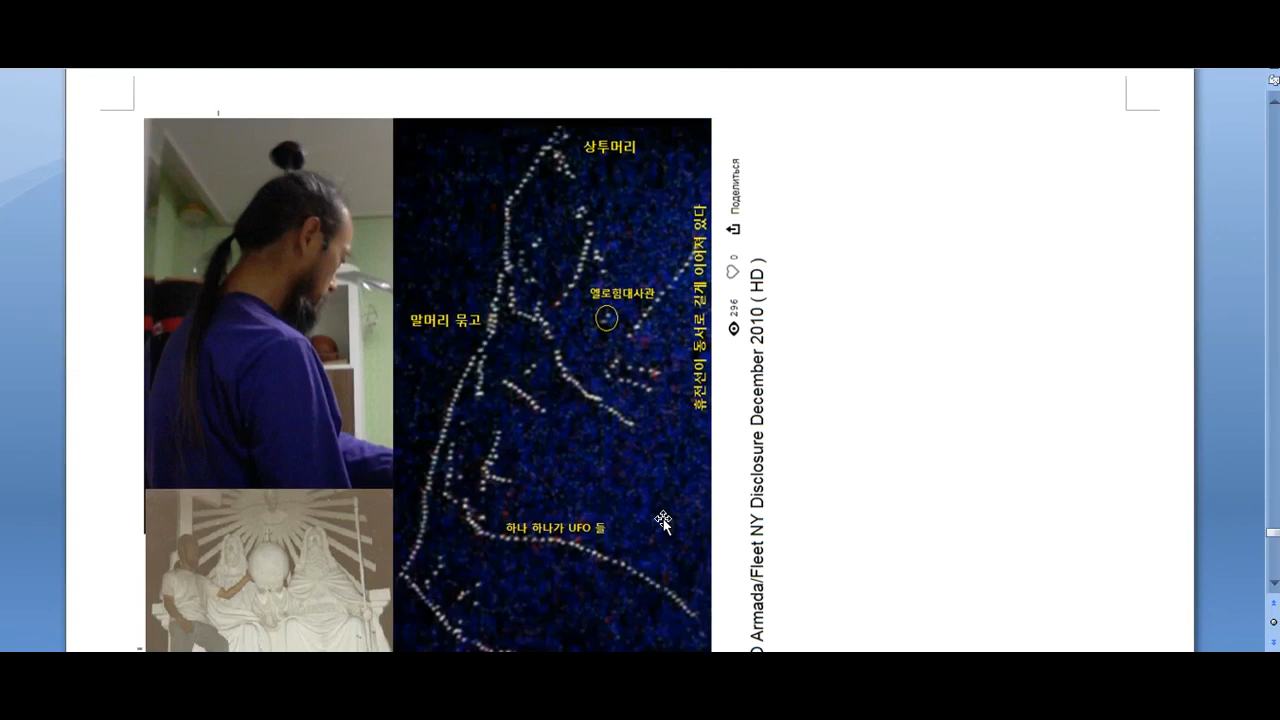 상투머리
엘로힘대사관
말머리 묶고
하나 하나가 UFO 들
휴전선이 동서로 길게 이어져 있다
296
0
Поделиться
Armada/Fleet NY Disclosure December 2010 ( HD )